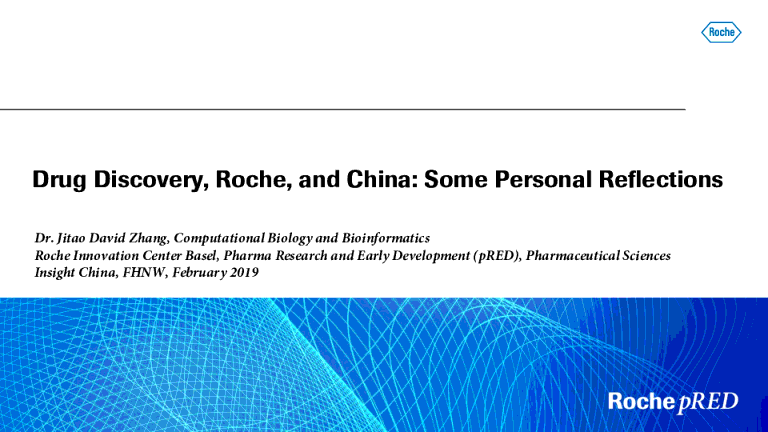 Roche
Drug Discovery, Roche, and China: Some Personal Reflections
Dr. Jitao David Zhang, Computational Biology and Bioinformatics
Roche Innovation Center Basel, Pharma Research and Early Development (pRED), Pharmaceutical Sciences
Insight China, FHNW, February 2019
Roche pRED